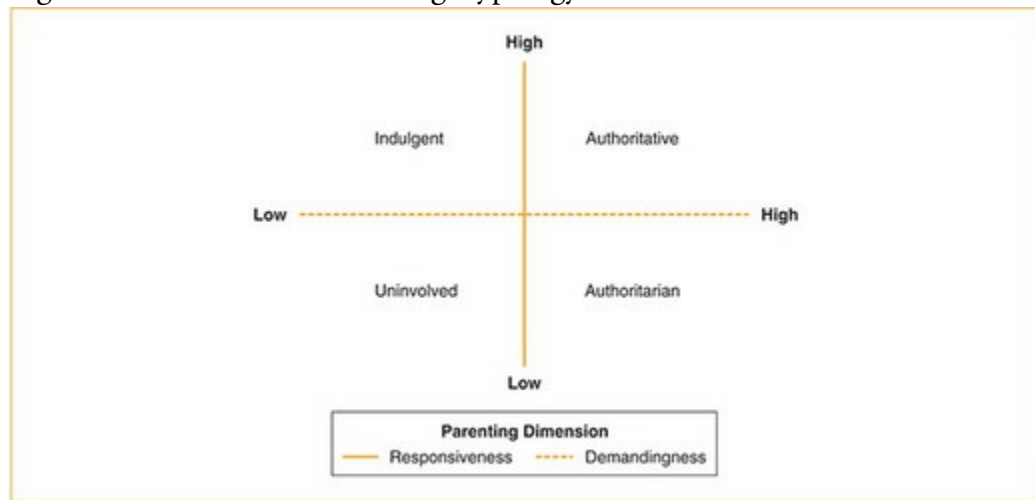 High
Indulgent Authoritative
Low High
Uninvolved Authoritarian
Low
Parenting Dimension
Responsiveness Demandingness